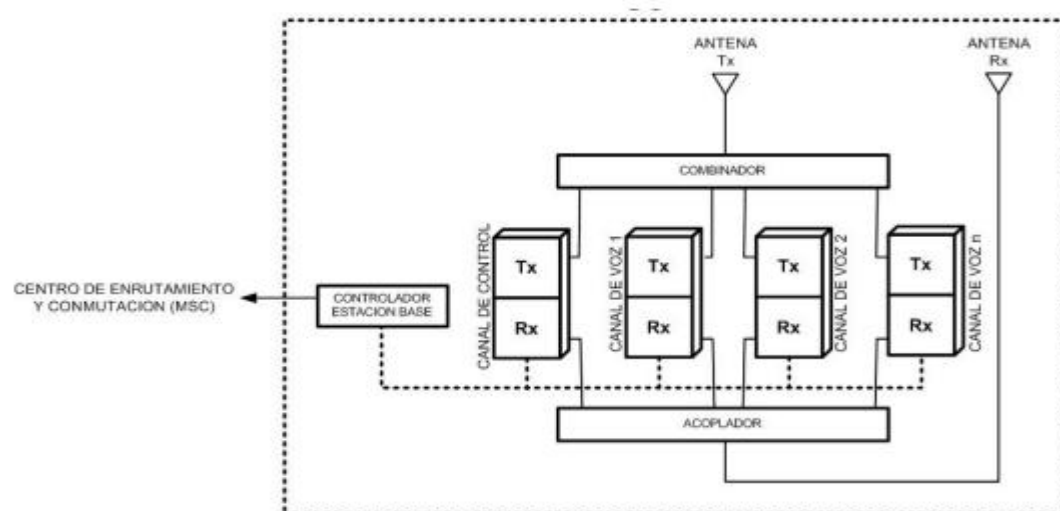 ANTENA
Tx
ANTENA
Rx
COMBINADOR
CANAL DE CONTROL
Tx
Rx
CANAL DE VOZ 1
Tx
Rx
Tx
Rx
CANAL DE VOZ 2
Tx
Rx
CANAL DE VOZ n
CENTRO DE ENRUTAMIENTO
Y CONMUTACION (MSC)
CONTROLADOR
ESTACION BASE
ACOPLADOR